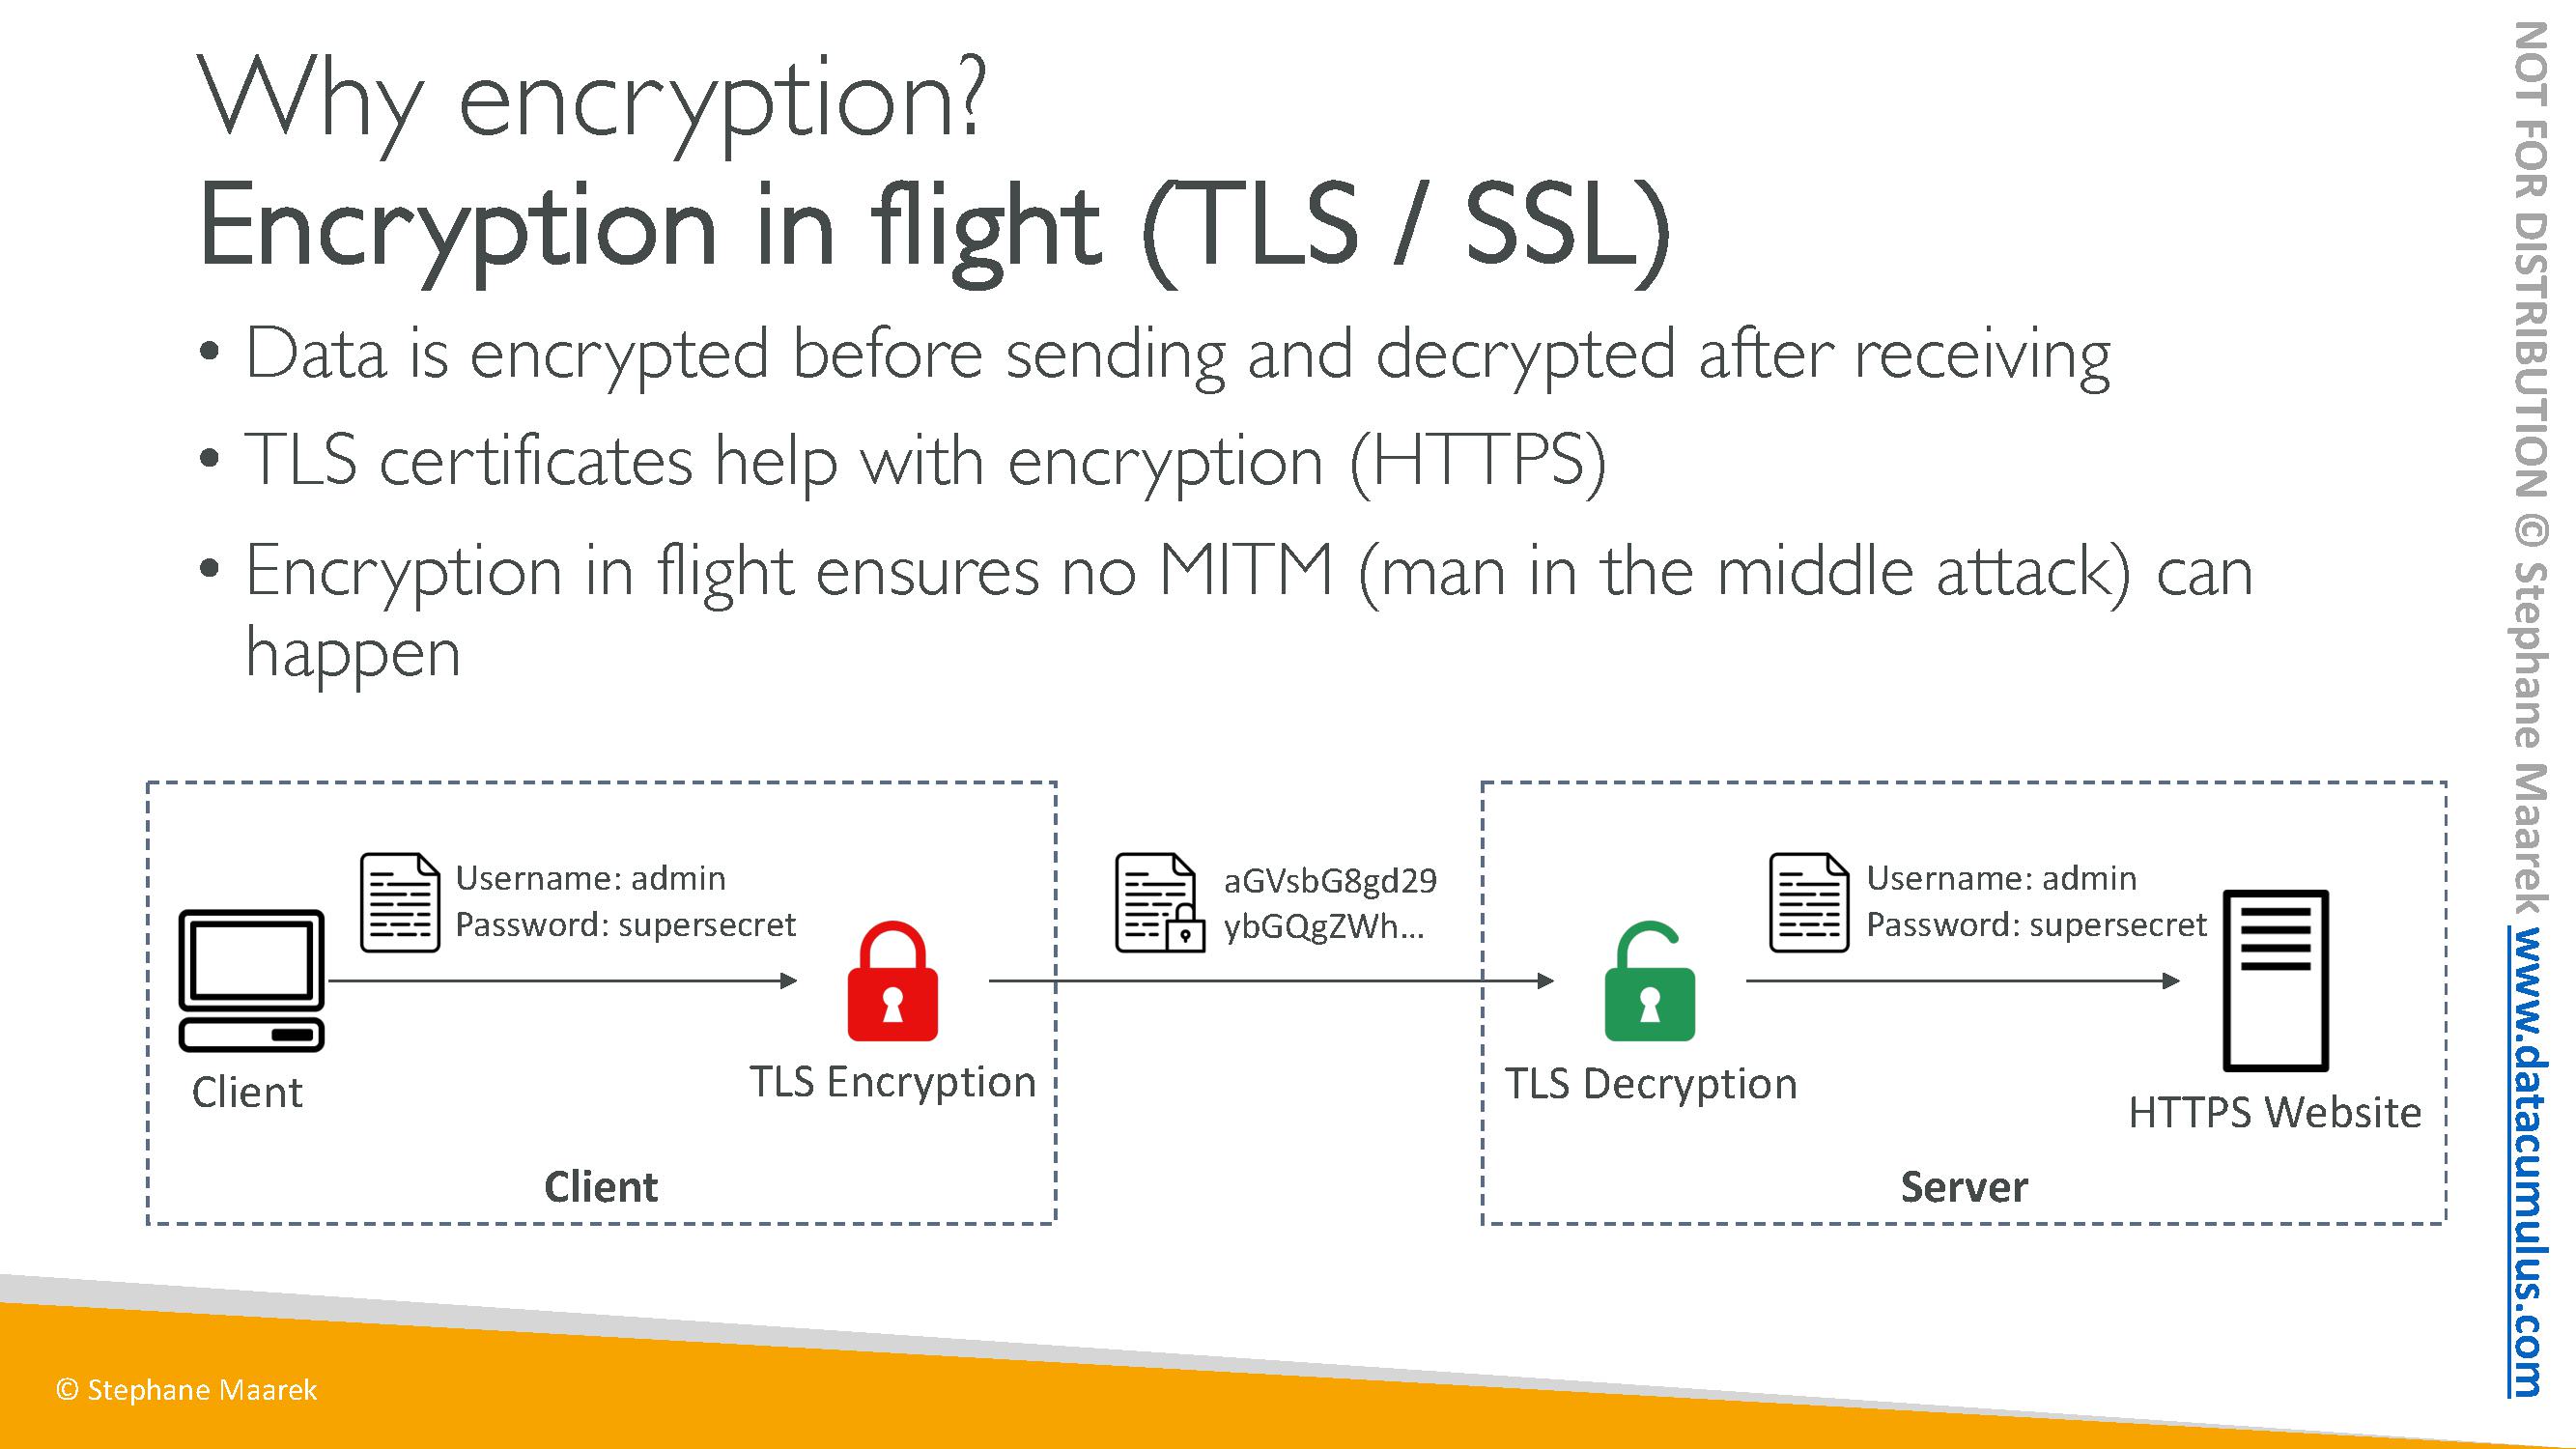 Why encryption?
Encryption in flight (TLS / SSL)
• Data is encrypted before sending and decrypted after receiving
• TLS certificates help with encryption (HTTPS)
• Encryption in flight ensures no MITM (man in the middle attack) can
happen
Username: admin
Password: supersecret
Client
TLS Encryption
Client
aGVsbG8gd29
ybGQgZWh...
Username: admin
Password: supersecret
TLS Decryption
HTTPS Website
Server
© Stephane Maarek
NOT FOR DISTRIBUTION © Stephane Maarek www.datacumulus.com